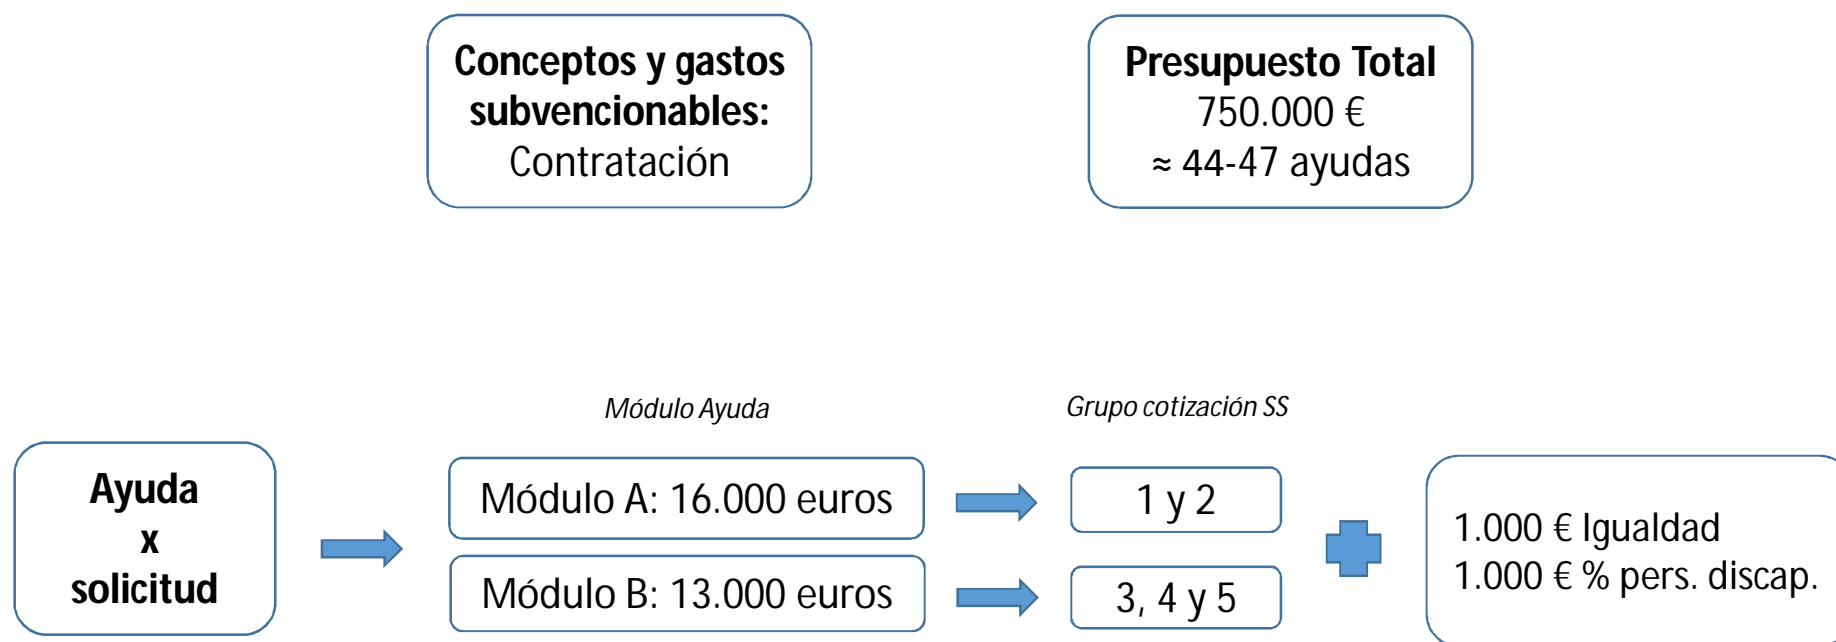 Conceptos y gastos
subvencionables:
Contratación
Presupuesto Total
750.000 €
≈ 44-47 ayudas
Módulo Ayuda
Grupo cotización SS
Ayuda
x
solicitud
Módulo A: 16.000 euros
1 y 2
Módulo B: 13.000 euros
3, 4 y 5
1.000 € Igualdad
1.000 € % pers. discap.